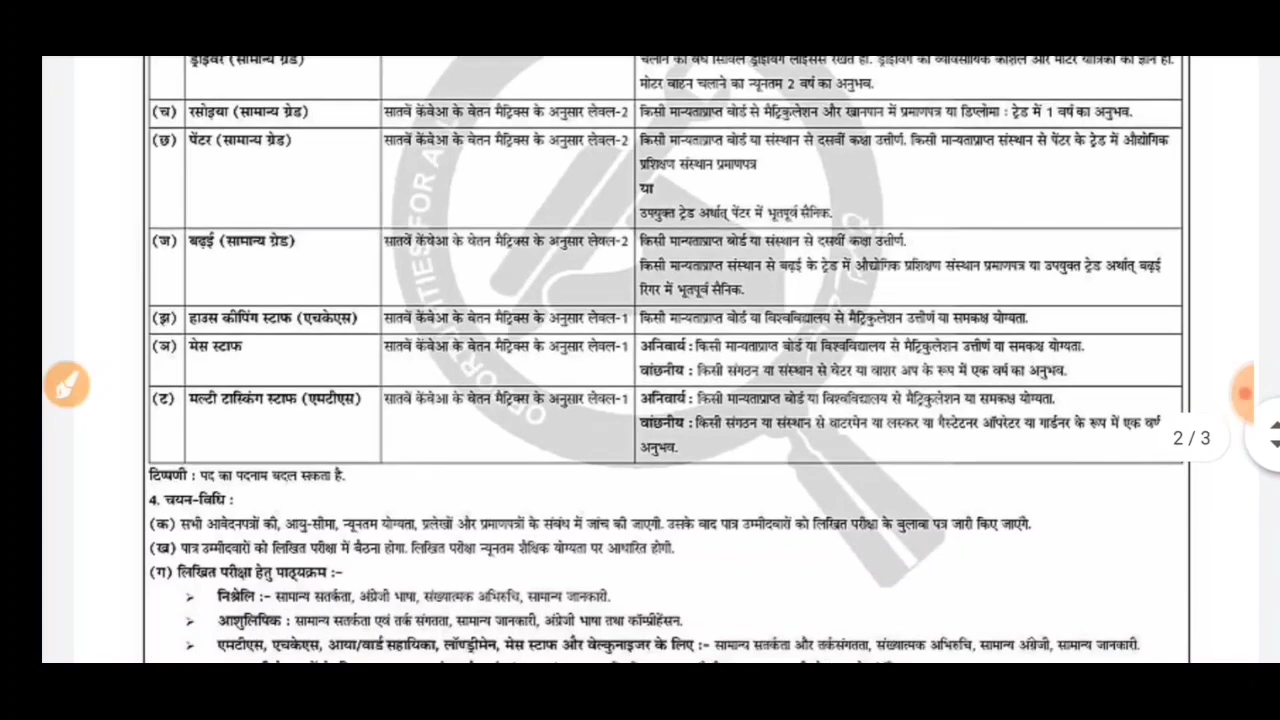 ड्राइवर (सामान्य ग्रेड)
चलाने का वैध सिविल ड्राइविंग लाइसेंस रखते हों. ड्राइविंग का व्यावसायिक कौशल और मोटर यांत्रिकी का ज्ञान हो.
मोटर वाहन चलाने का न्यूनतम 2 वर्ष का अनुभव.
(च) रसोइया (सामान्य ग्रेड) सातवें केंवेआ के वेतन मैट्रिक्स के अनुसार लेवल-2 किसी मान्यताप्राप्त बोर्ड से मैट्रिकुलेशन और खानपान में प्रमाणपत्र या डिप्लोमा : ट्रेड में 1 वर्ष का अनुभव.
(छ) पेंटर (सामान्य ग्रेड) सातवें केंवेआ के वेतन मैट्रिक्स के अनुसार लेवल-2 किसी मान्यताप्राप्त बोर्ड या संस्थान से दसवीं कक्षा उत्तीर्ण. किसी मान्यताप्राप्त संस्थान से पेंटर के ट्रेड में औद्योगिक
प्रशिक्षण संस्थान प्रमाणपत्र
या
उपयुक्त ट्रेड अर्थात् पेंटर में भूतपूर्व सैनिक.
(ज) बढ़ई (सामान्य ग्रेड) सातवें केंवेआ के वेतन मैट्रिक्स के अनुसार लेवल-2 किसी मान्यताप्राप्त बोर्ड या संस्थान से दसवीं कक्षा उत्तीर्ण.
किसी मान्यताप्राप्त संस्थान से बढ़ई के ट्रेड में औद्योगिक प्रशिक्षण संस्थान प्रमाणपत्र या उपयुक्त ट्रेड अर्थात् बढ़ई
रिगर में भूतपूर्व सैनिक.
(झ) हाउस कीपिंग स्टाफ (एचकेएस) सातवें केंवेआ के वेतन मैट्रिक्स के अनुसार लेवल-1 किसी मान्यताप्राप्त बोर्ड या विश्वविद्यालय से मैट्रिकुलेशन उत्तीर्ण या समकक्ष योग्यता.
(ञ) मेस स्टाफ सातवें केंवेआ के वेतन मैट्रिक्स के अनुसार लेवल-1 अनिवार्य : किसी मान्यताप्राप्त बोर्ड या विश्वविद्यालय से मैट्रिकुलेशन उत्तीर्ण या समकक्ष योग्यता.
वांछनीय : किसी संगठन या संस्थान से वेटर या वाशर अप के रूप में एक वर्ष का अनुभव.
(ट) मल्टी टास्किंग स्टाफ (एमटीएस) सातवें केंवेआ के वेतन मैट्रिक्स के अनुसार लेवल-1 अनिवार्य : किसी मान्यताप्राप्त बोर्ड या विश्वविद्यालय से मैट्रिकुलेशन या समकक्ष योग्यता.
वांछनीय : किसी संगठन या संस्थान से वाटरमेन या लस्कर या गैस्टेटनर ऑपरेटर या गार्डनर के रूप में एक वर्ष
अनुभव.
2 / 3
टिप्पणी : पद का पदनाम बदल सकता है.
4. चयन-विधि :
(क) सभी आवेदनपत्रों की, आयु-सीमा, न्यूनतम योग्यता, प्रलेखों और प्रमाणपत्रों के संबंध में जांच की जाएगी. उसके बाद पात्र उम्मीदवारों को लिखित परीक्षा के बुलावा पत्र जारी किए जाएंगे.
(ख) पात्र उम्मीदवारों को लिखित परीक्षा में बैठना होगा. लिखित परीक्षा न्यूनतम शैक्षिक योग्यता पर आधारित होगी.
(ग) लिखित परीक्षा हेतु पाठ्यक्रम :-
➢ निश्रेलि :- सामान्य सतर्कता, अंग्रेजी भाषा, संख्यात्मक अभिरुचि, सामान्य जानकारी.
➢ आशुलिपिक : सामान्य सतर्कता एवं तर्क संगतता, सामान्य जानकारी, अंग्रेजी भाषा तथा कॉम्प्रीहेंसन.
➢ एमटीएस, एचकेएस, आया/वार्ड सहायिका, लॉण्ड्रीमेन, मेस स्टाफ और वेल्कुनाइजर के लिए :- सामान्य सतर्कता और तर्कसंगतता, संख्यात्मक अभिरुचि, सामान्य अंग्रेजी, सामान्य जानकारी.